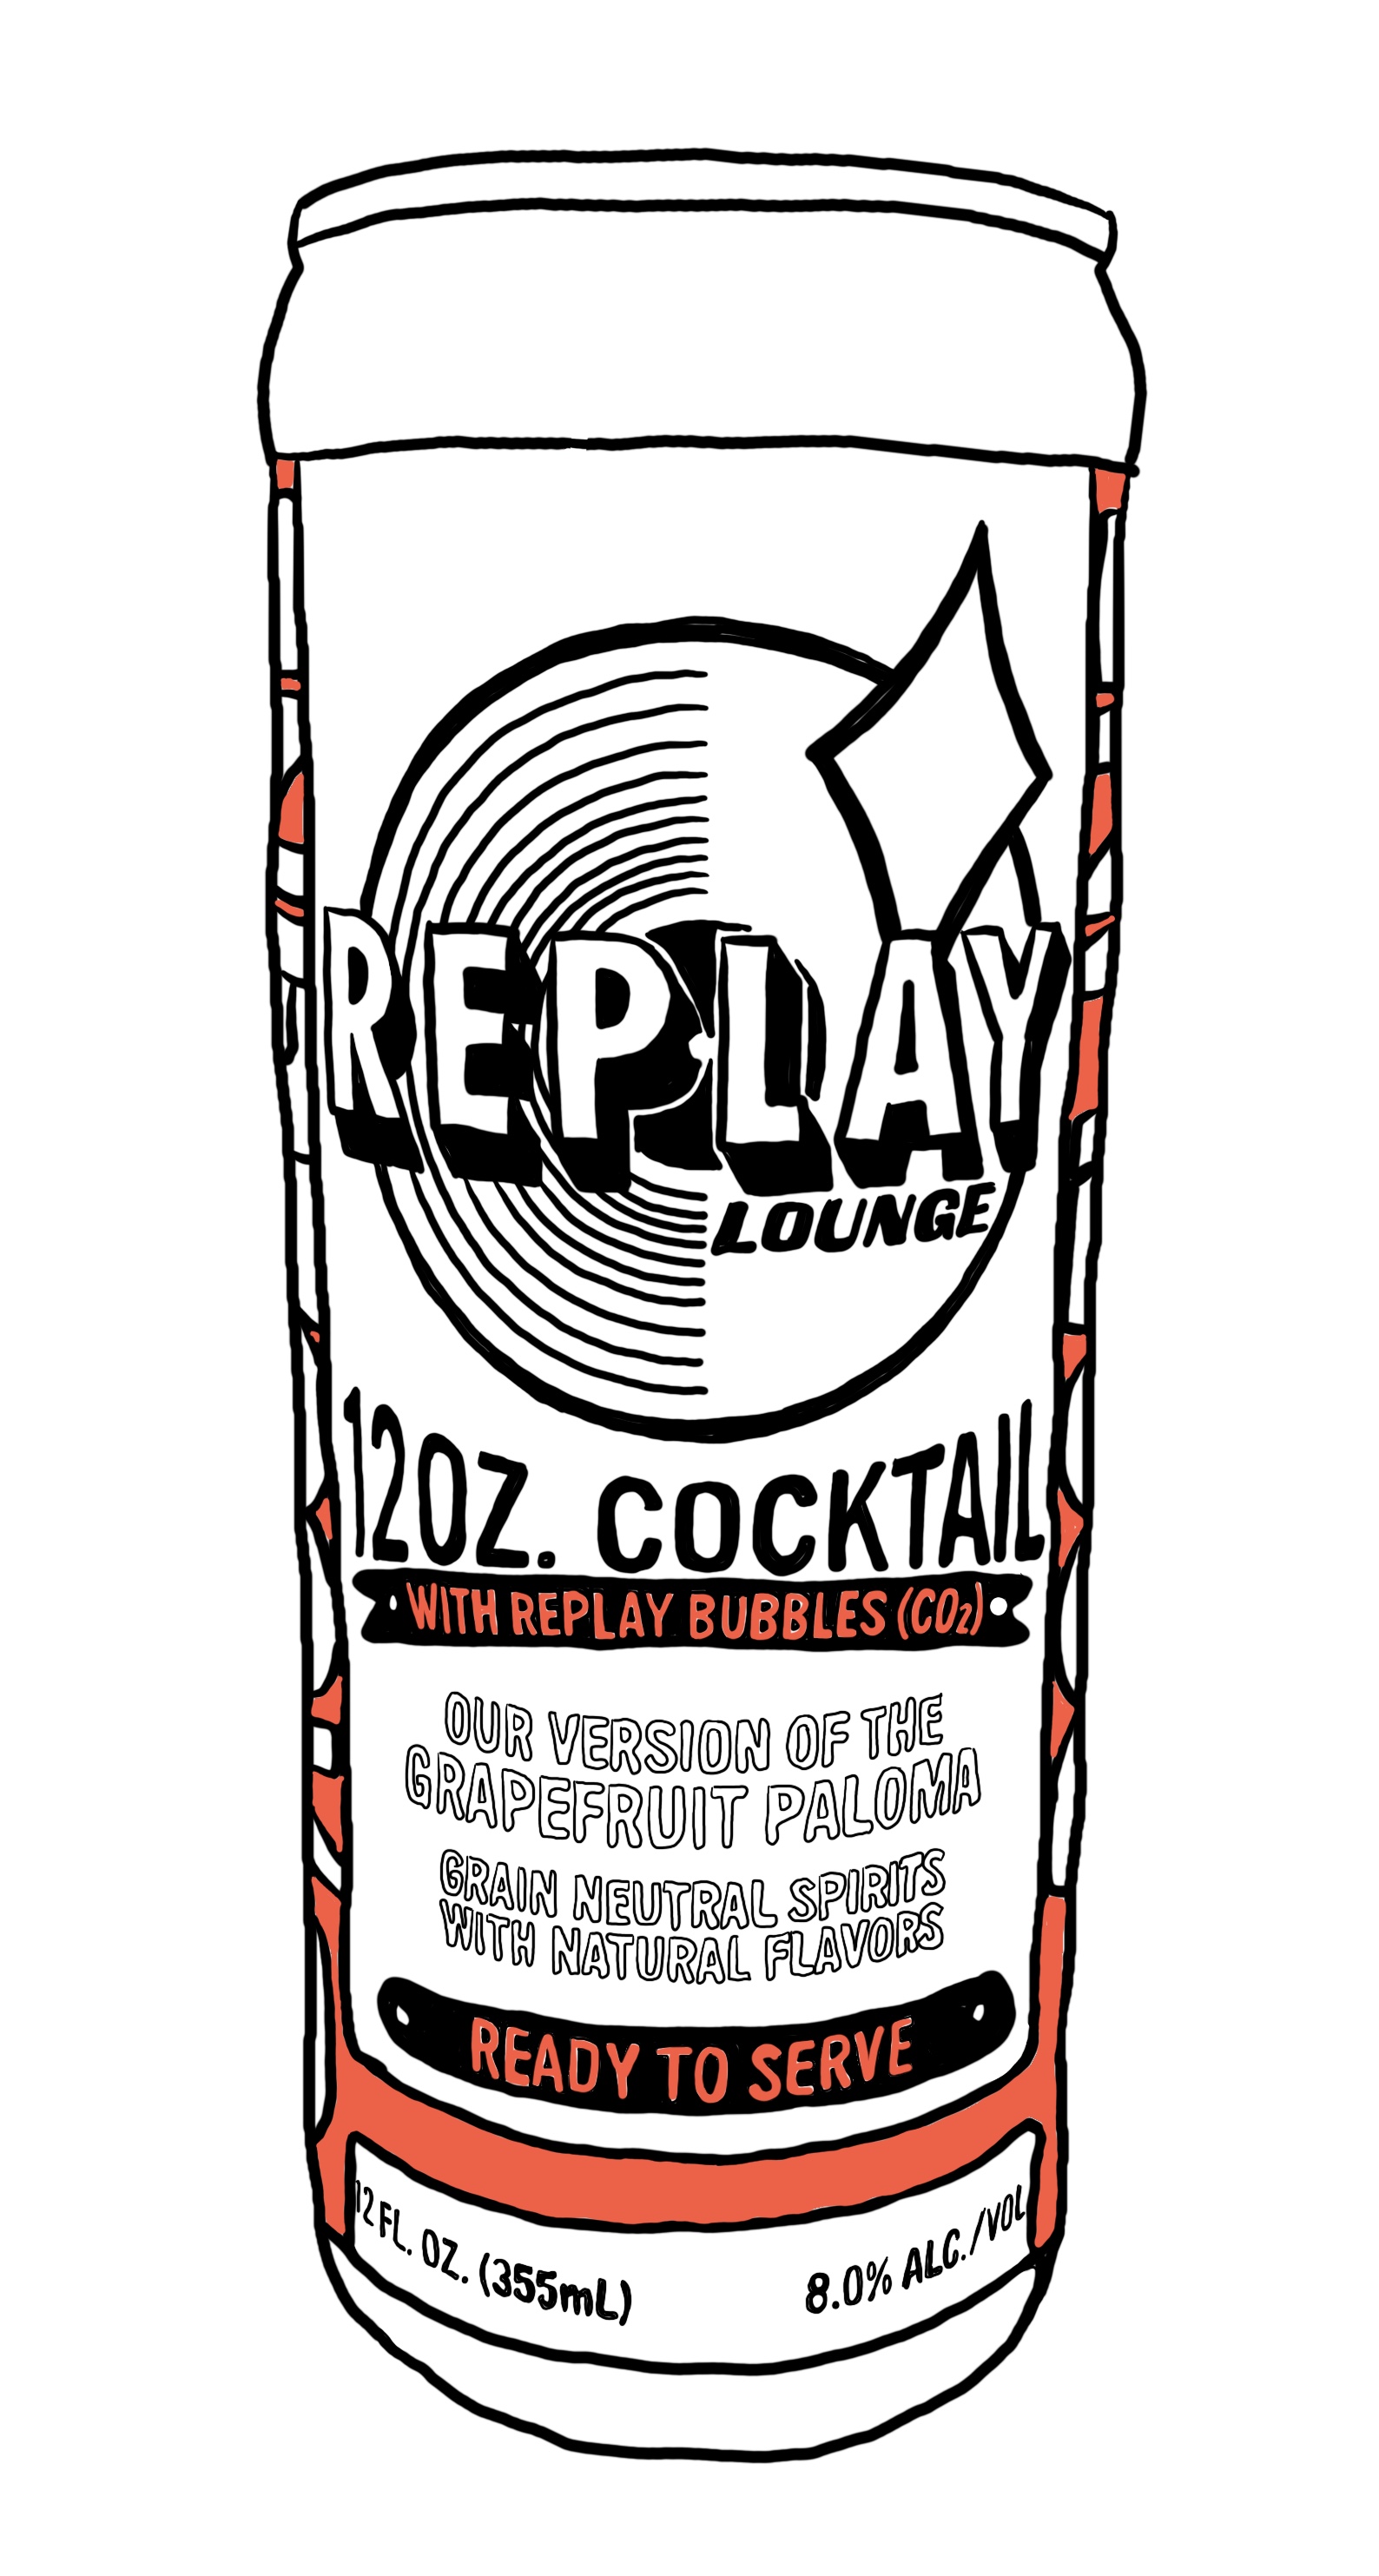 REPLAY
LOUNGE
12OZ. COCKTAIL
WITH REPLAY BUBBLES (CO₂)
OUR VERSION OF THE
GRAPEFRUIT PALOMA
GRAIN NEUTRAL SPIRITS
WITH NATURAL FLAVORS
READY TO SERVE
12 FL. OZ. (355mL)
8.0% ALC./VOL